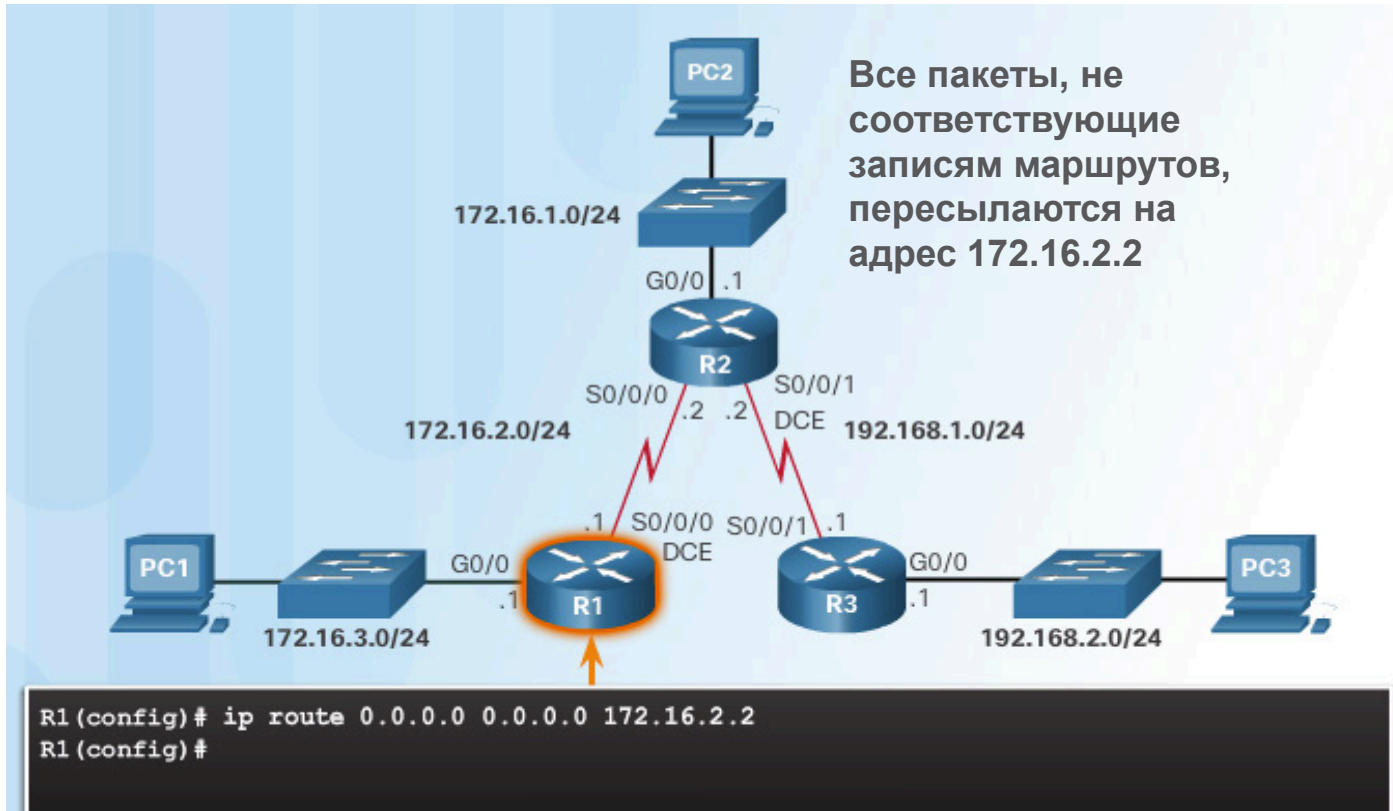 PC2
Все пакеты, не
соответствующие
записям маршрутов,
пересылаются на
адрес 172.16.2.2
172.16.1.0/24
G0/0 .1
R2
S0/0/0 .2 .2 S0/0/1
DCE
172.16.2.0/24 192.168.1.0/24
.1 S0/0/0 S0/0/1 .1
DCE
PC1 G0/0 .1 R1 R3 G0/0 .1 PC3
172.16.3.0/24 192.168.2.0/24
R1(config)# ip route 0.0.0.0 0.0.0.0 172.16.2.2
R1(config)#